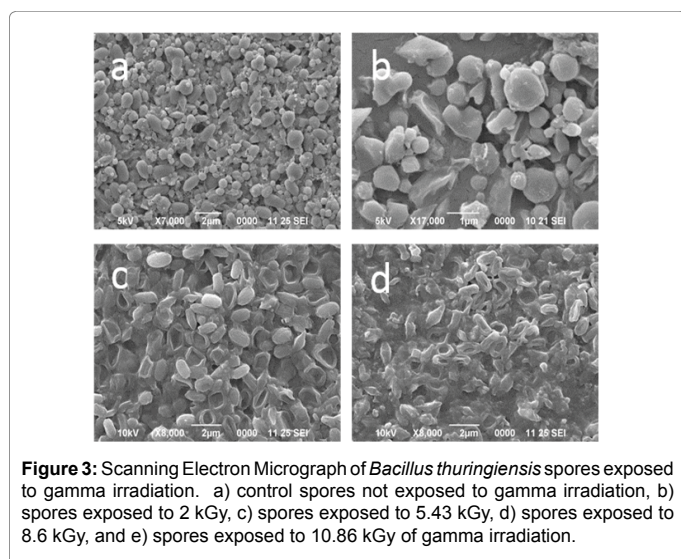 a
5kV X7,000 2μm 0000 11 25 SEI
b
5kV X17,000 1μm 0000 10 21 SEI
c
10kV X8,000 2μm 0000 11 25 SEI
d
10kV X8,000 2μm 0000 11 25 SEI
Figure 3: Scanning Electron Micrograph of Bacillus thuringiensis spores exposed
to gamma irradiation. a) control spores not exposed to gamma irradiation, b)
spores exposed to 2 kGy, c) spores exposed to 5.43 kGy, d) spores exposed to
8.6 kGy, and e) spores exposed to 10.86 kGy of gamma irradiation.